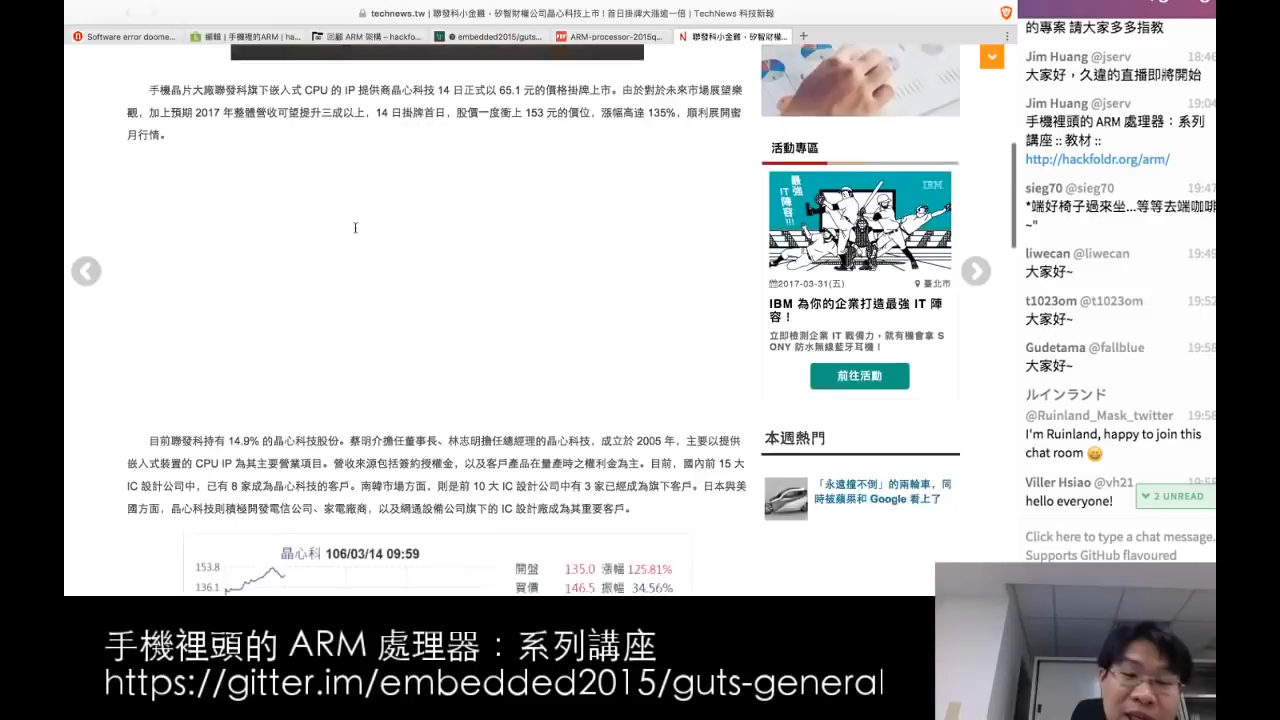 technews.tw | 聯發科小金雞,矽智財權公司晶心科技上市!首日掛牌大漲逾一倍 | TechNews 科技新報
Software error doome...
編輯 | 手機裡的ARM | ha...
回顧 ARM 架構 – hackfo...
embedded2015/guts...
ARM-processor-2015q...
聯發科小金雞,矽智財權...
手機晶片大廠聯發科旗下嵌入式 CPU 的 IP 提供商晶心科技 14 日正式以 65.1 元的價格掛牌上市。由於對於未來市場展望樂
觀,加上預期 2017 年整體營收可望提升三成以上,14 日掛牌首日,股價一度衝上 153 元的價位,漲幅高達 135%,順利展開蜜
月行情。
目前聯發科持有 14.9% 的晶心科技股份。蔡明介擔任董事長、林志明擔任總經理的晶心科技,成立於 2005 年,主要以提供
嵌入式裝置的 CPU IP 為其主要營業項目。營收來源包括簽約授權金,以及客戶產品在量產時之權利金為主。目前,國內前 15 大
IC 設計公司中,已有 8 家成為晶心科技的客戶。南韓市場方面,則是前 10 大 IC 設計公司中有 3 家已經成為旗下客戶。日本與美
國方面,晶心科技則積極開發電信公司、家電廠商,以及網通設備公司旗下的 IC 設計廠成為其重要客戶。
晶心科 106/03/14 09:59
153.8
136.1
開盤 135.0 漲幅 125.81%
買價 146.5 振幅 34.56%
活動專區
最強
IT
陣容!!!
IBM
2017-03-31(五) 臺北市
IBM 為你的企業打造最強 IT 陣
容!
立即檢測企業 IT 戰備力,就有機會拿 S
ONY 防水無線藍牙耳機!
前往活動
本週熱門
「永遠撞不倒」的兩輪車,同
時被蘋果和 Google 看上了
的專案 請大家多多指教
Jim Huang @jserv 18:46
大家好,久違的直播即將開始
Jim Huang @jserv 19:04
手機裡頭的 ARM 處理器:系列
講座 :: 教材 ::
http://hackfoldr.org/arm/
sieg70 @sieg70 19:47
*端好椅子過來坐...等等去端咖啡
~"
liwecan @liwecan 19:49
大家好~
t1023om @t1023om 19:52
大家好~
Gudetama @fallblue 19:58
大家好~
ルインランド
@Ruinland_Mask_twitter 19:58
I'm Ruinland, happy to join this
chat room
Viller Hsiao @vh21
hello everyone!
2 UNREAD
Click here to type a chat message.
Supports GitHub flavoured
手機裡頭的 ARM 處理器:系列講座
https://gitter.im/embedded2015/guts-general